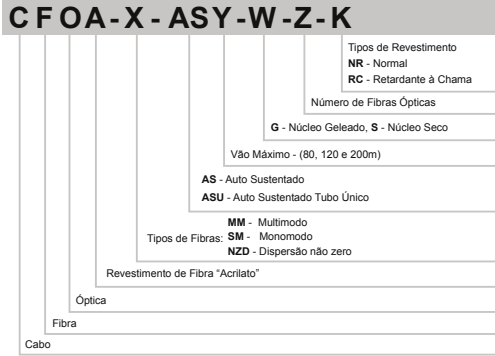 CFOA-X-ASY-W-Z-K
Tipos de Revestimento
NR - Normal
RC - Retardante à Chama
Número de Fibras Ópticas
G - Núcleo Geleado, S - Núcleo Seco
Vão Máximo - (80, 120 e 200m)
AS - Auto Sustentado
ASU - Auto Sustentado Tubo Único
MM - Multimodo
Tipos de Fibras: SM - Monomodo
NZD - Dispersão não zero
Revestimento de Fibra “Acrilato”
Óptica
Fibra
Cabo